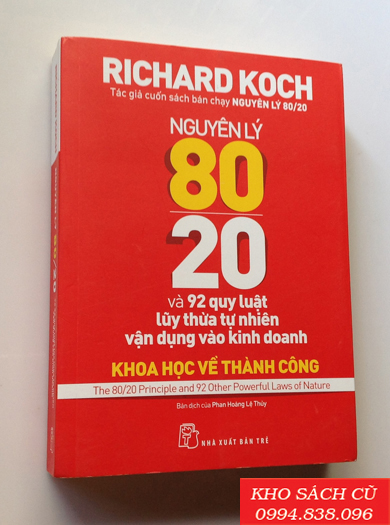 RICHARD KOCH
Tác giả cuốn sách bán chạy NGUYÊN LÝ 80/20
NGUYÊN LÝ
80
20
và 92 quy luật
lũy thừa tự nhiên
vận dụng vào kinh doanh
KHOA HỌC VỀ THÀNH CÔNG
The 80/20 Principle and 92 Other Powerful Laws of Nature
Bản dịch của Phan Hoàng Lệ Thủy
NHÀ XUẤT BẢN TRẺ
KHO SÁCH CŨ
0994.838.096